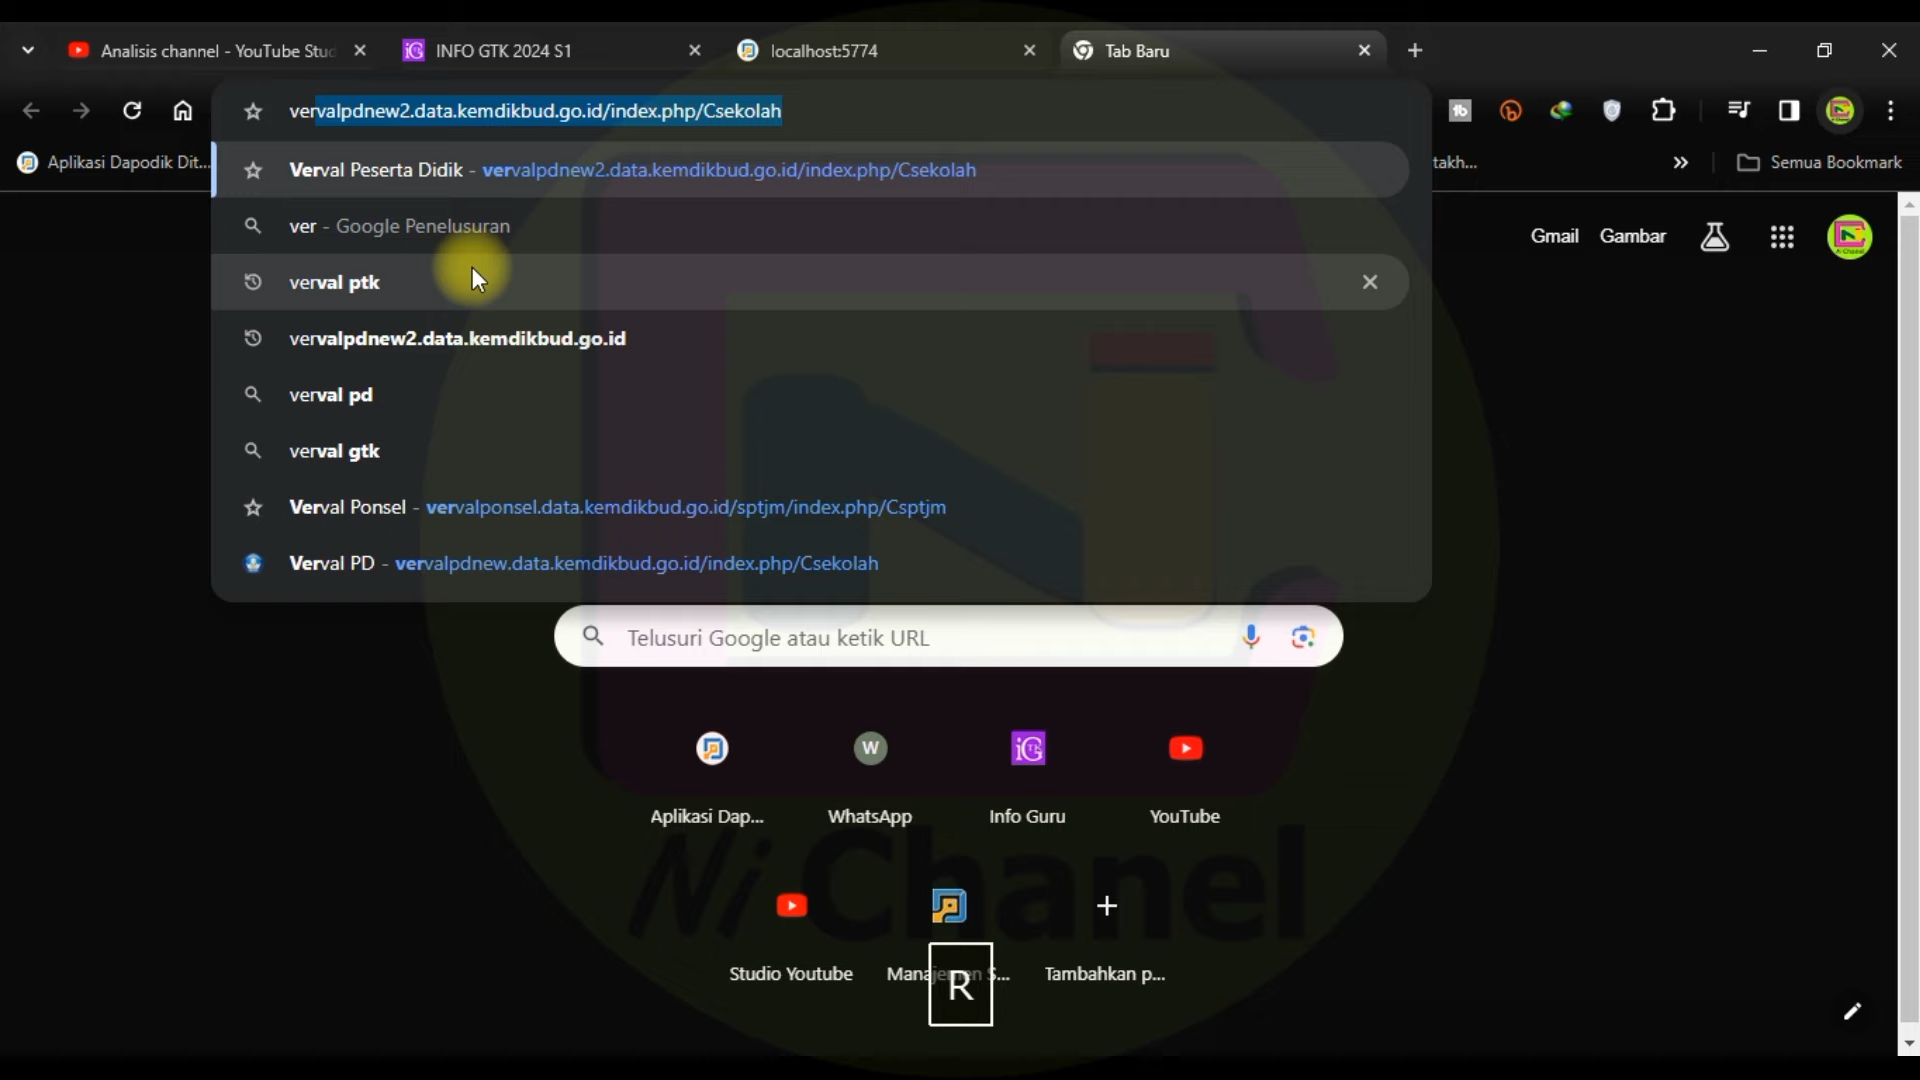 Analisis channel - YouTube Stud
INFO GTK 2024 S1
localhost:5774
Tab Baru
vervalpdnew2.data.kemdikbud.go.id/index.php/Csekolah
Aplikasi Dapodik Dit...
takh...
»
Semua Bookmark
Verval Peserta Didik - vervalpdnew2.data.kemdikbud.go.id/index.php/Csekolah
ver - Google Penelusuran
Gmail
Gambar
verval ptk
vervalpdnew2.data.kemdikbud.go.id
verval pd
verval gtk
Verval Ponsel - vervalponsel.data.kemdikbud.go.id/sptjm/index.php/Csptjm
Verval PD - vervalpdnew.data.kemdikbud.go.id/index.php/Csekolah
Telusuri Google atau ketik URL
W
iG
Aplikasi Dap...
WhatsApp
Info Guru
YouTube
Ni Chanel
Studio Youtube
Manajemen S...
Tambahkan p...
R